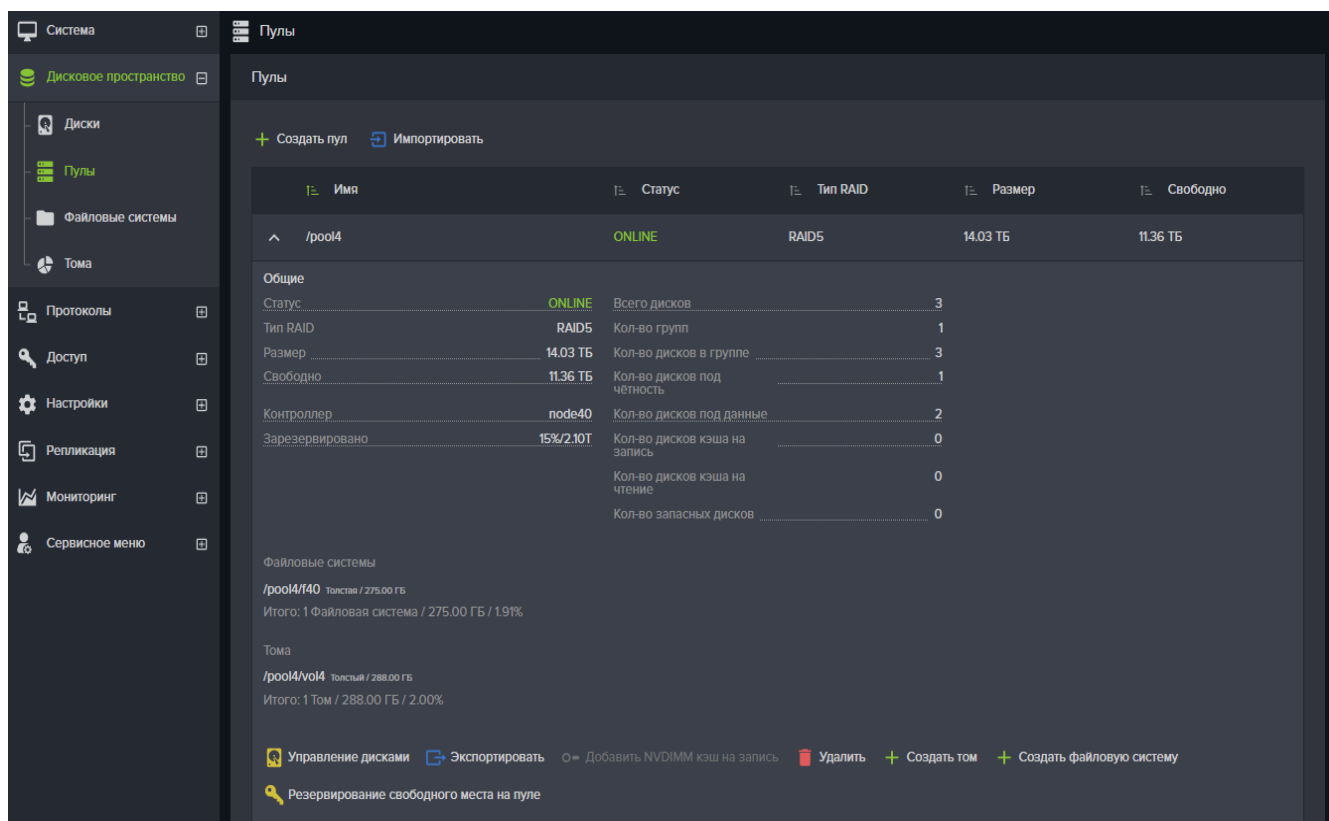 Система
Пулы
Дисковое пространство
Пулы
Диски
Создать пул
Импортировать
Пулы
Имя
Статус
Тип RAID
Размер
Свободно
Файловые системы
/pool4
ONLINE
RAID5
14.03 ТБ
11.36 ТБ
Тома
Протоколы
Доступ
Настройки
Репликация
Мониторинг
Сервисное меню
Общие
Статус
ONLINE
Тип RAID
RAID5
Размер
14.03 ТБ
Свободно
11.36 ТБ
Контроллер
node40
Зарезервировано
15%/2.10T
Всего дисков
3
Кол-во групп
1
Кол-во дисков в группе
3
Кол-во дисков под
чётность
1
Кол-во дисков под данные
2
Кол-во дисков кэша на
запись
0
Кол-во дисков кэша на
чтение
0
Кол-во запасных дисков
0
Файловые системы
/pool4/f40 Толстая / 275.00 ГБ
Итого: 1 Файловая система / 275.00 ГБ / 1.91%
Тома
/pool4/vol4 Толстый / 288.00 ГБ
Итого: 1 Том / 288.00 ГБ / 2.00%
Управление дисками
Экспортировать
Добавить NVDIMM кэш на запись
Удалить
Создать том
Создать файловую систему
Резервирование свободного места на пуле